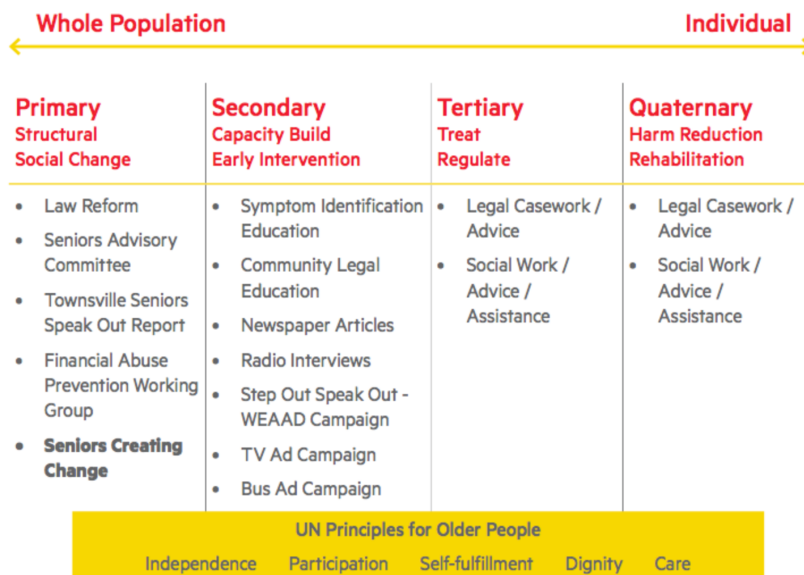 Whole Population
Individual
Primary
Structural
Social Change
• Law Reform
• Seniors Advisory
Committee
• Townsville Seniors
Speak Out Report
• Financial Abuse
Prevention Working
Group
• Seniors Creating
Change
Secondary
Capacity Build
Early Intervention
• Symptom Identification
Education
• Community Legal
Education
• Newspaper Articles
• Radio Interviews
• Step Out Speak Out -
WEAAD Campaign
• TV Ad Campaign
• Bus Ad Campaign
Tertiary
Treat
Regulate
• Legal Casework /
Advice
• Social Work /
Advice /
Assistance
Quaternary
Harm Reduction
Rehabilitation
• Legal Casework /
Advice
• Social Work /
Advice /
Assistance
UN Principles for Older People
Independence Participation Self-fulfillment Dignity Care